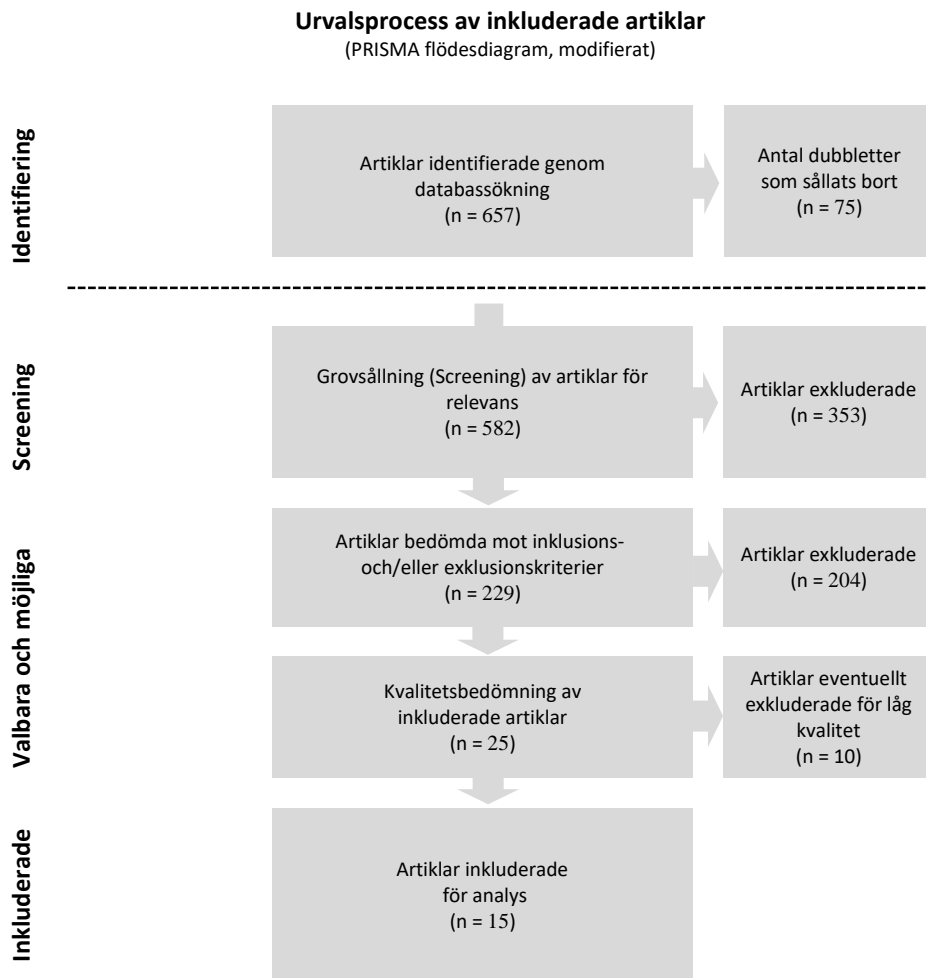 Urvalsprocess av inkluderade artiklar
(PRISMA flödesdiagram, modifierat)
Identifiering
Artiklar identifierade genom
databassökning
(n = 657)
Antal dubbletter
som sållats bort
(n = 75)
Screening
Grovsållning (Screening) av artiklar för
relevans
(n = 582)
Artiklar exkluderade
(n = 353)
Valbara och möjliga
Artiklar bedömda mot inklusions-
och/eller exklusionskriterier
(n = 229)
Artiklar exkluderade
(n = 204)
Kvalitetsbedömning av
inkluderade artiklar
(n = 25)
Artiklar eventuellt
exkluderade för låg
kvalitet
(n = 10)
Inkluderade
Artiklar inkluderade
för analys
(n = 15)